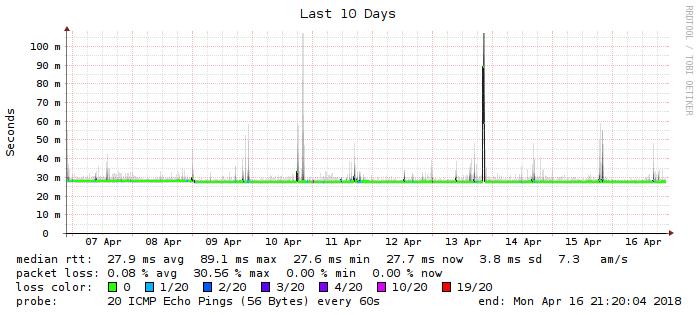 Last 10 Days
RRDTOOL / TOBI OETIKER
Seconds
100 m
90 m
80 m
70 m
60 m
50 m
40 m
30 m
20 m
10 m
0
07 Apr 08 Apr 09 Apr 10 Apr 11 Apr 12 Apr 13 Apr 14 Apr 15 Apr 16 Apr
median rtt: 27.9 ms avg 89.1 ms max 27.6 ms min 27.7 ms now 3.8 ms sd 7.3 am/s
packet loss: 0.08 % avg 30.56 % max 0.00 % min 0.00 % now
loss color: 0 1/20 2/20 3/20 4/20 10/20 19/20
probe: 20 ICMP Echo Pings (56 Bytes) every 60s end: Mon Apr 16 21:20:04 2018